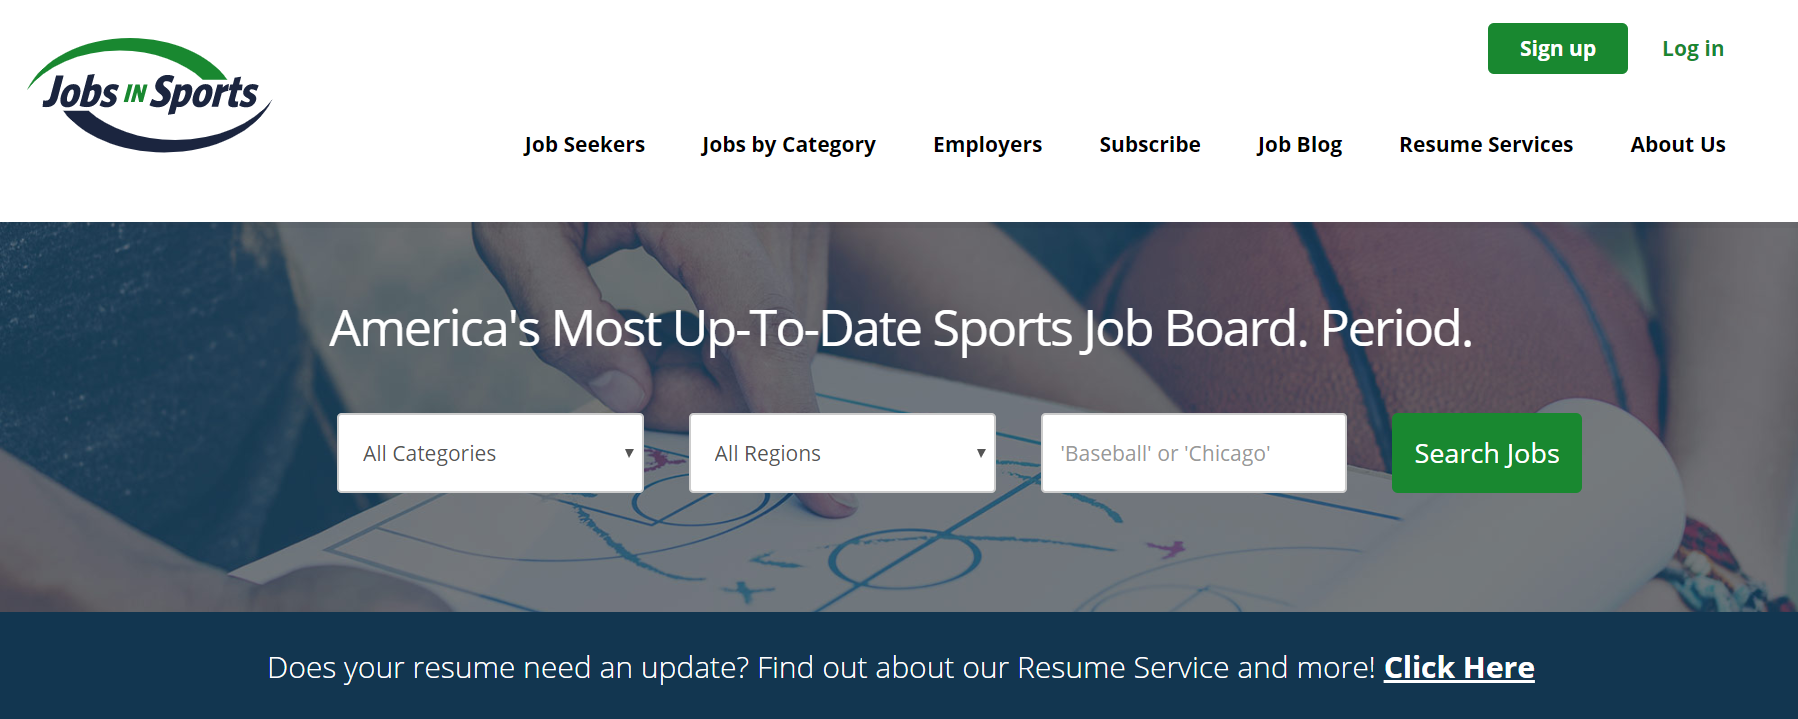 Sign up
Log in
Jobs IN Sports
Job Seekers
Jobs by Category
Employers
Subscribe
Job Blog
Resume Services
About Us
America's Most Up-To-Date Sports Job Board. Period.
All Categories
All Regions
'Baseball' or 'Chicago'
Search Jobs
Does your resume need an update? Find out about our Resume Service and more! Click Here